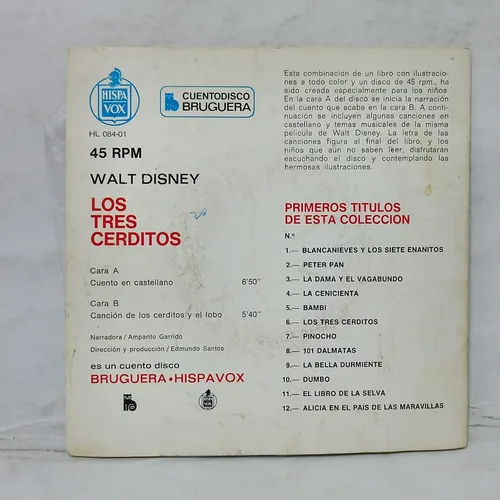 HISPA
VOX
CUENTODISCO
BRUGUERA
HL 084-01
45 RPM
WALT DISNEY
LOS
TRES
CERDITOS
Cara A
Cuento en castellano 6'50''
Cara B
Canción de los cerditos y el lobo 5'40''
Narradora / Amparito Garrido
Dirección y producción / Edmundo Santos
es un cuento disco
BRUGUERA•HISPAVOX
Esta combinación de un libro con ilustracio-
nes a todo color y un disco de 45 rpm., ha
sido creada especialmente para los niños.
En la cara A del disco se inicia la narración
del cuento que acaba en la cara B. A conti-
nuación se incluyen algunas canciones en
castellano y temas musicales de la misma
película de Walt Disney. La letra de las
canciones figura al final del libro, y los
niños que aún no saben leer, disfrutarán
escuchando el disco y contemplando las
hermosas ilustraciones.
PRIMEROS TITULOS
DE ESTA COLECCION
N.º
1.— BLANCANIEVES Y LOS SIETE ENANITOS
2.— PETER PAN
3.— LA DAMA Y EL VAGABUNDO
4.— LA CENICIENTA
5.— BAMBI
6.— LOS TRES CERDITOS
7.— PINOCHO
8.— 101 DALMATAS
9.— LA BELLA DURMIENTE
10.— DUMBO
11.— EL LIBRO DE LA SELVA
12.— ALICIA EN EL PAIS DE LAS MARAVILLAS